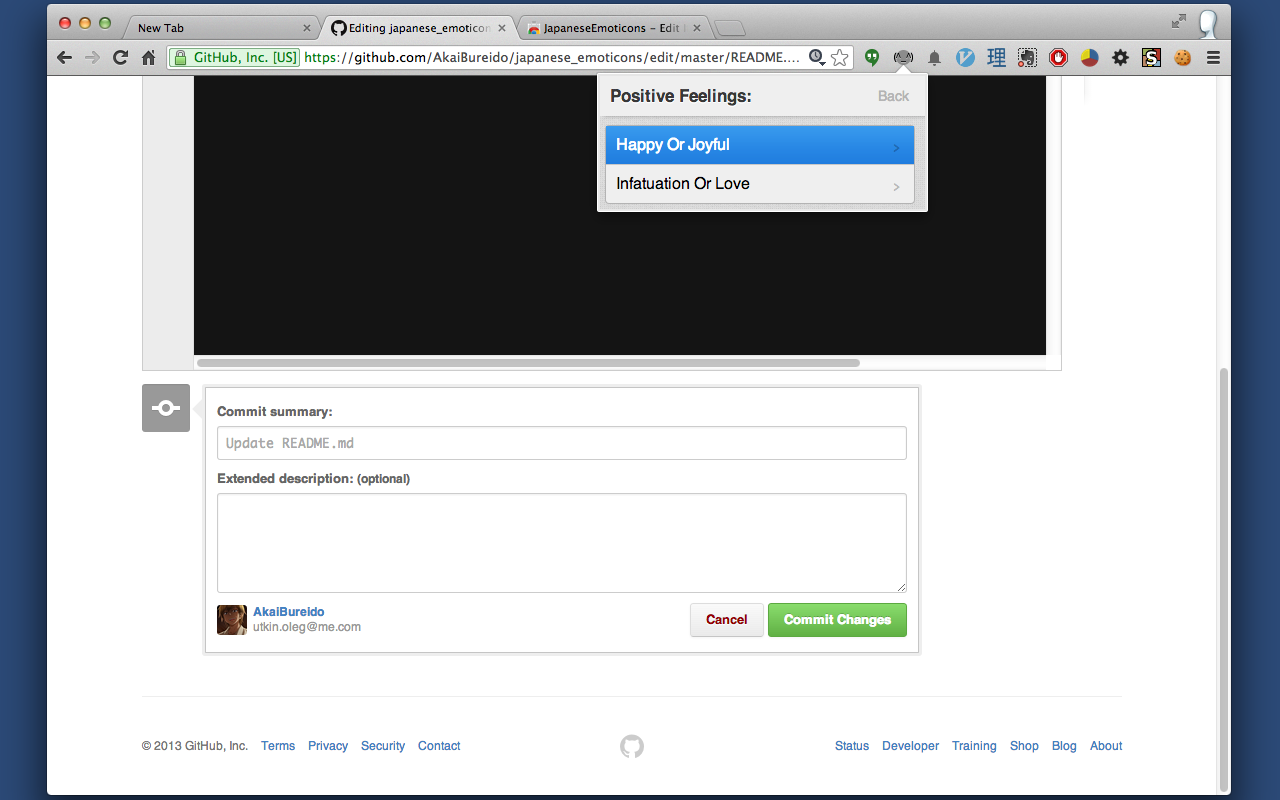 New Tab
Editing japanese_emoticon
JapaneseEmoticons – Edit
GitHub, Inc. [US] https://github.com/AkaiBureido/japanese_emoticons/edit/master/README....
理
S
Positive Feelings:
Back
Happy Or Joyful
Infatuation Or Love
Commit summary:
Update README.md
Extended description: (optional)
AkaiBureido
utkin.oleg@me.com
Cancel
Commit Changes
© 2013 GitHub, Inc. Terms Privacy Security Contact
Status Developer Training Shop Blog About